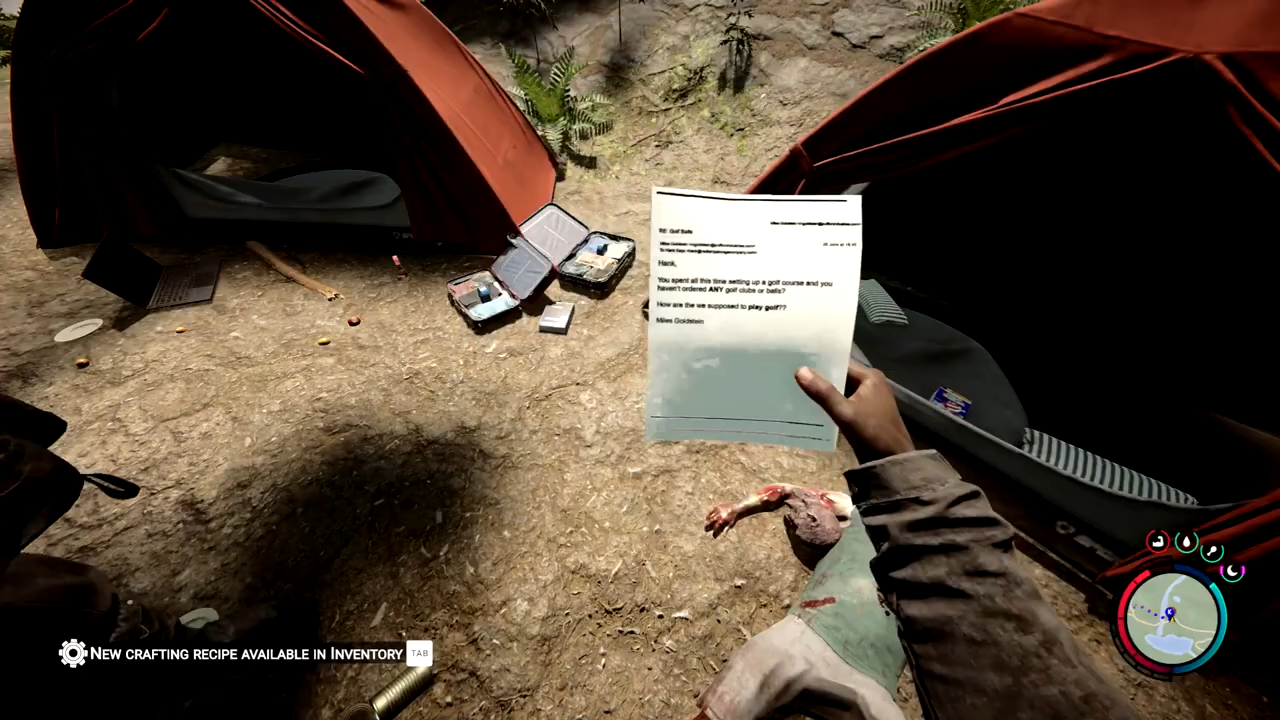 RE: Golf Balls
Hank,
You spent all this time setting up a golf course and you
haven't ordered ANY golf clubs or balls?
How are the we supposed to play golf??
Miles Goldstein
NEW CRAFTING RECIPE AVAILABLE IN INVENTORY TAB
K